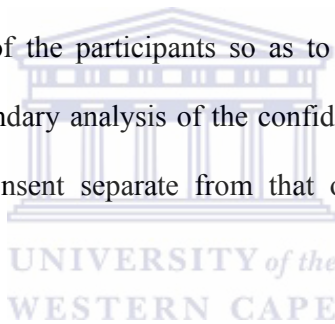 of the participants so as to
ndary analysis of the confid
nsent separate from that o
UNIVERSITY of the
WESTERN CAPE